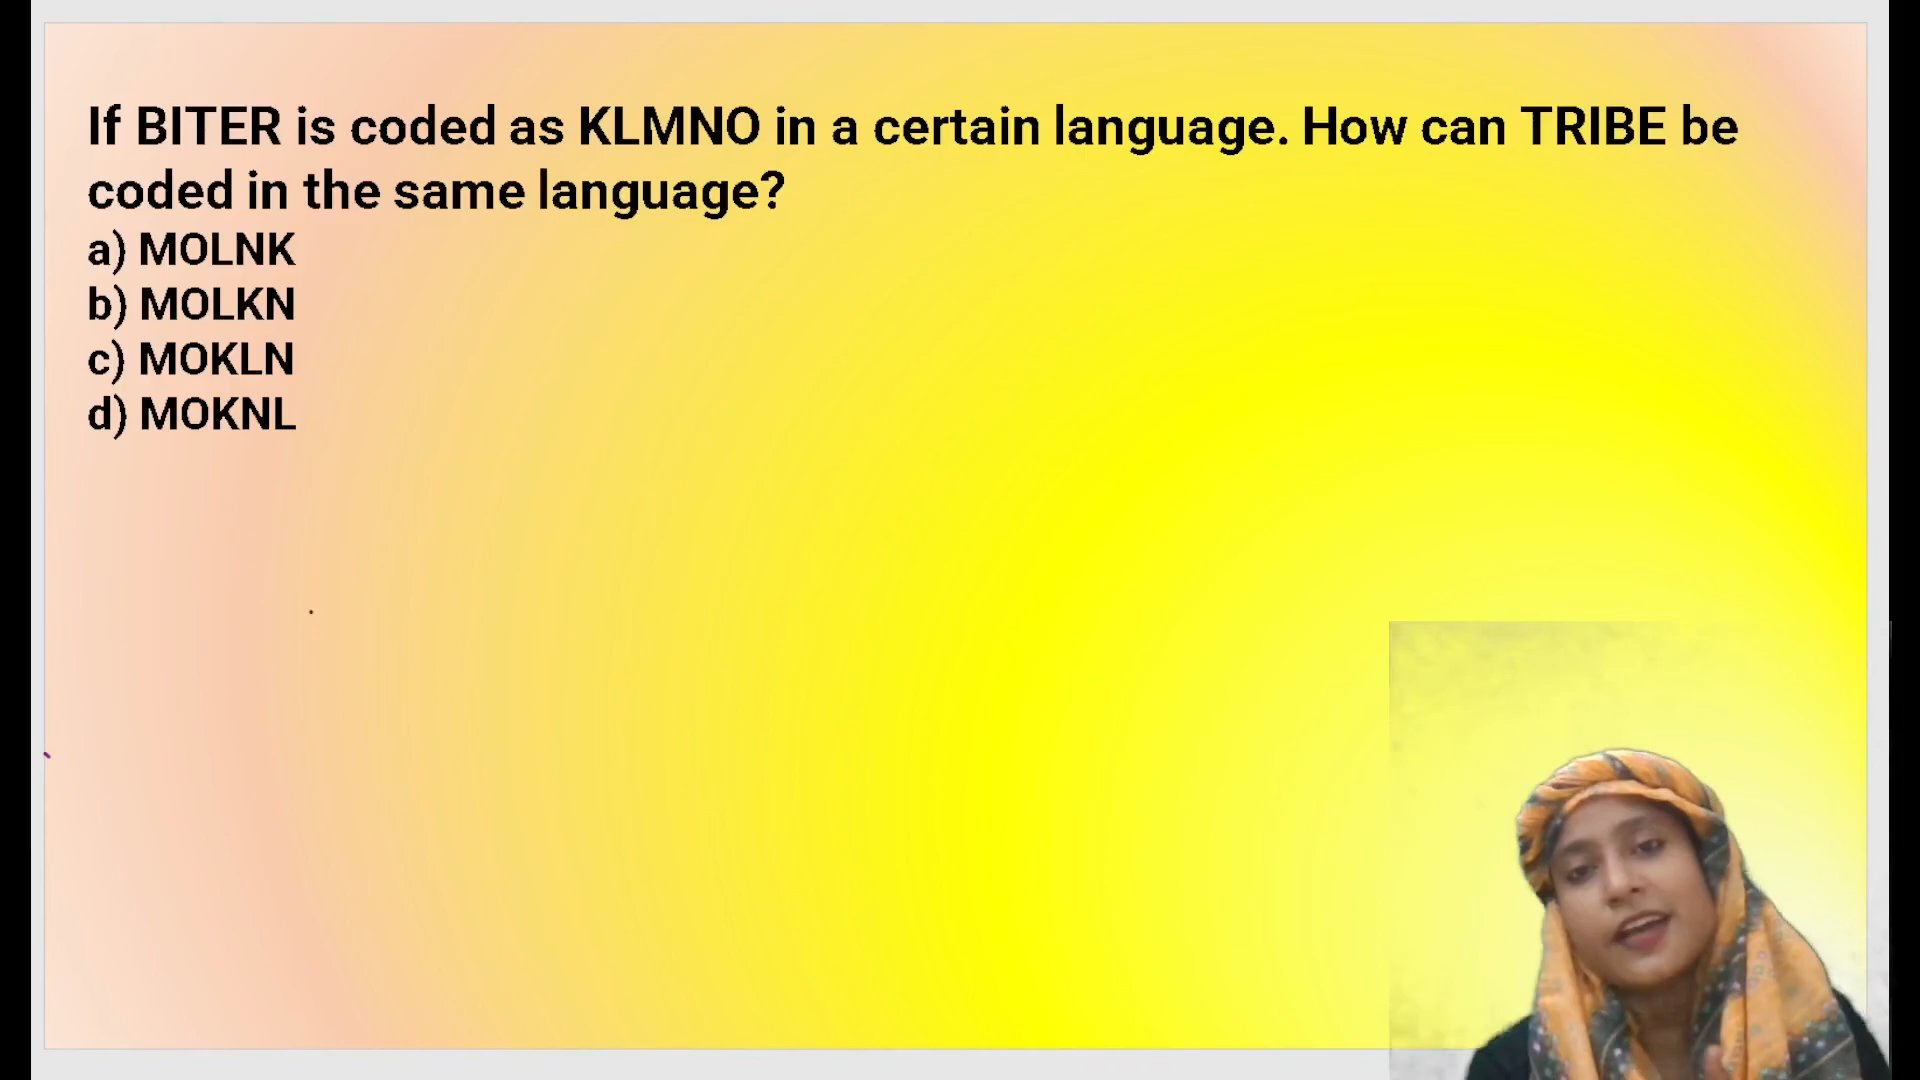 If BITER is coded as KLMNO in a certain language. How can TRIBE be
coded in the same language?
a) MOLNK
b) MOLKN
c) MOKLN
d) MOKNL